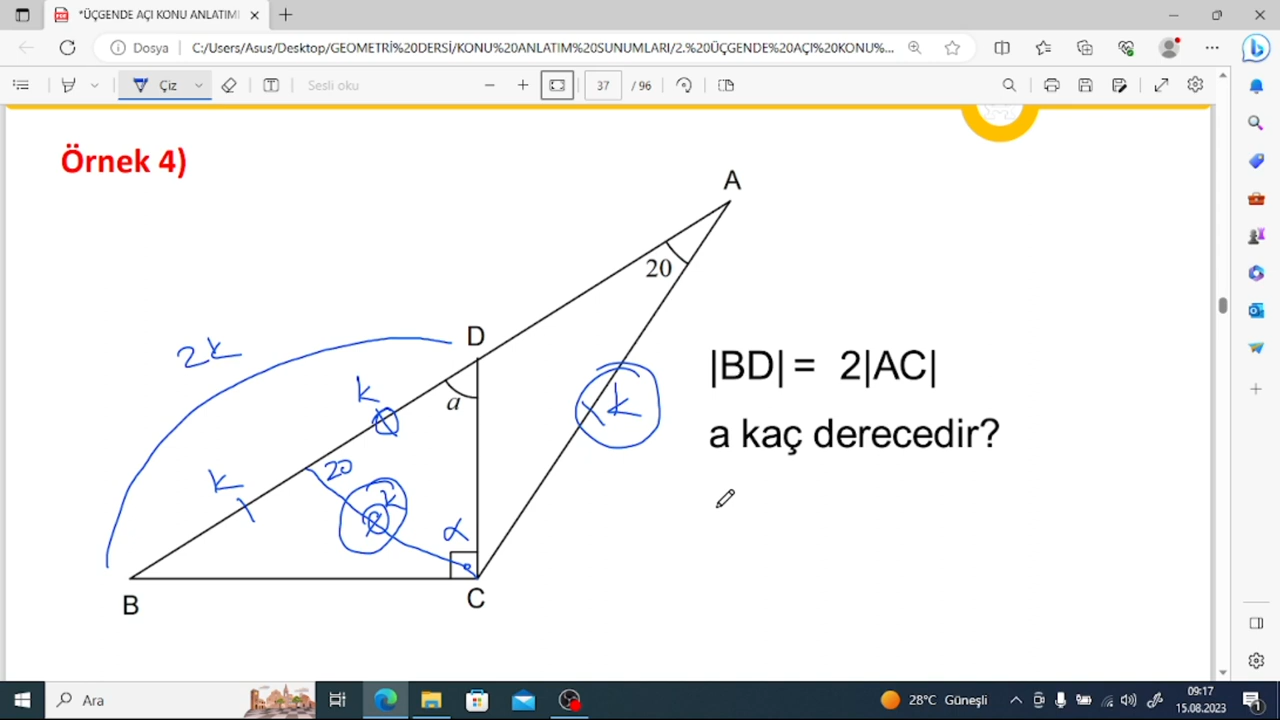 *ÜÇGENDE AÇI KONU ANLATIMI
Dosya
C:/Users/Asus/Desktop/GEOMETRİ%20DERSİ/KONU%20ANLATIM%20SUNUMLARI/2.%20ÜÇGENDE%20AÇI%20KONU%...
Çiz
Sesli oku
37 / 96
Örnek 4)
A
20
D
2k
k
a
k
|BD| = 2|AC|
k
20
k
a kaç derecedir?
α
B
C
Ara
28°C Güneşli
09:17
15.08.2023
1